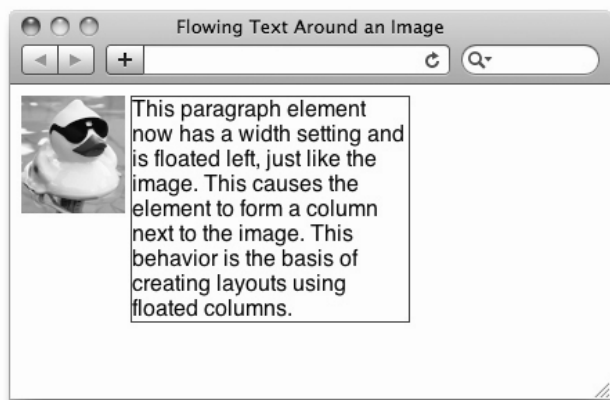 Flowing Text Around an Image
This paragraph element
now has a width setting and
is floated left, just like the
image. This causes the
element to form a column
next to the image. This
behavior is the basis of
creating layouts using
floated columns.